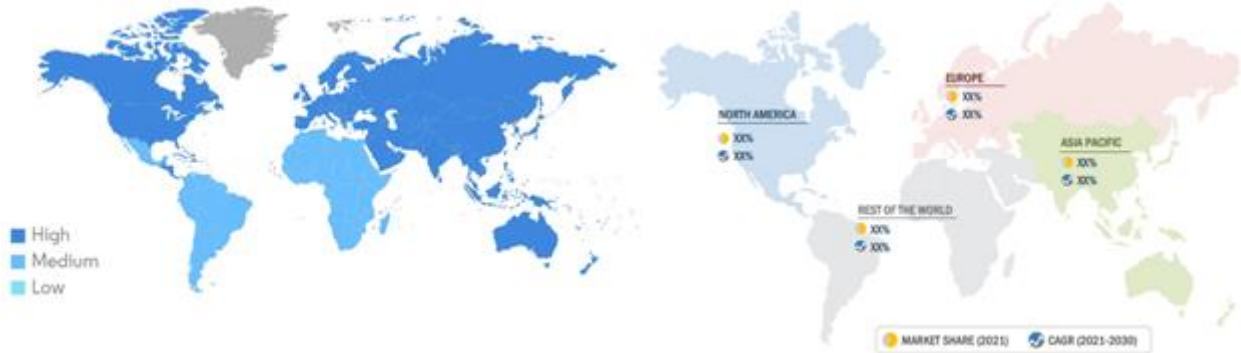 High
Medium
Low
EUROPE
XX%
XX%
NORTH AMERICA
XX%
XX%
ASIA PACIFIC
XX%
XX%
REST OF THE WORLD
XX%
XX%
MARKET SHARE (2021) CAGR (2021-2030)